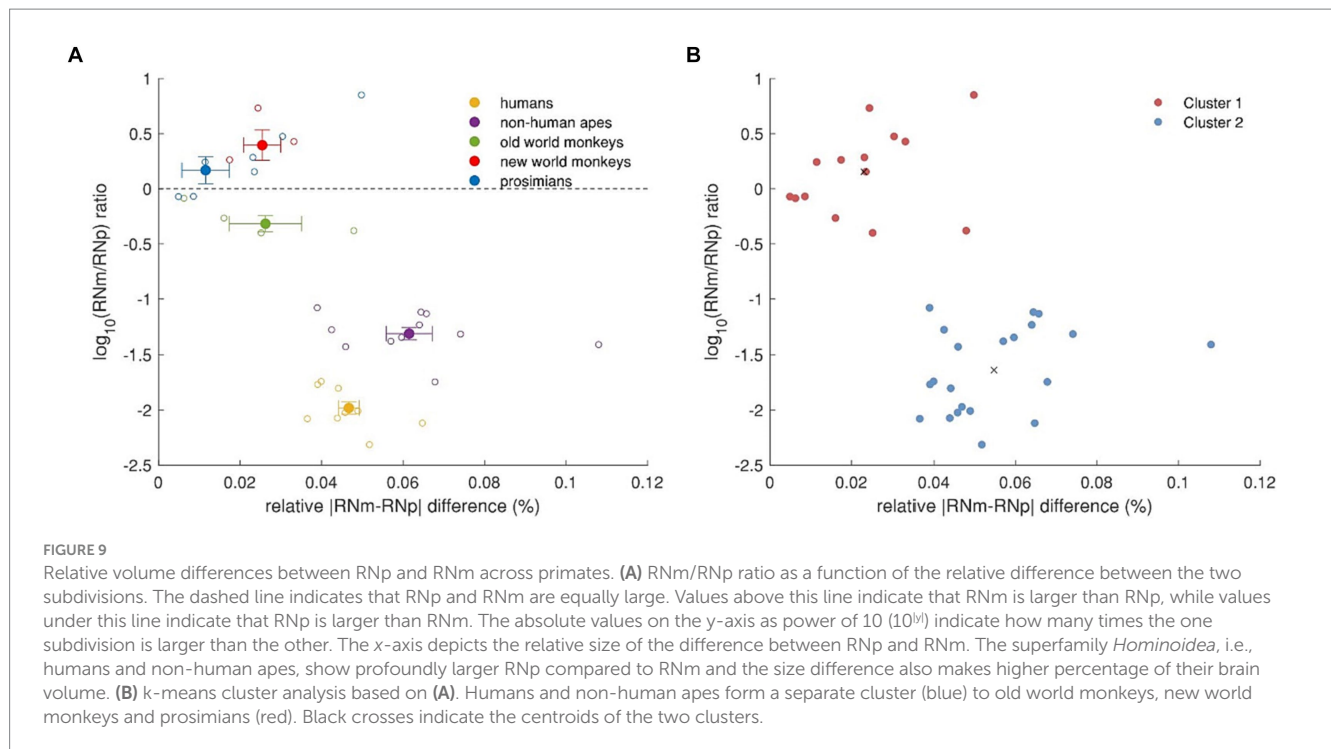 A
B
1
0.5
0
-0.5
-1
-1.5
-2
-2.5
log10(RNm/RNp) ratio
humans
non-human apes
old world monkeys
new world monkeys
prosimians
0 0.02 0.04 0.06 0.08 0.1 0.12
relative |RNm-RNp| difference (%)
1
0.5
0
-0.5
-1
-1.5
-2
-2.5
log10(RNm/RNp) ratio
Cluster 1
Cluster 2
0 0.02 0.04 0.06 0.08 0.1 0.12
relative |RNm-RNp| difference (%)
FIGURE 9
Relative volume differences between RNp and RNm across primates. (A) RNm/RNp ratio as a function of the relative difference between the two
subdivisions. The dashed line indicates that RNp and RNm are equally large. Values above this line indicate that RNm is larger than RNp, while values
under this line indicate that RNp is larger than RNm. The absolute values on the y-axis as power of 10 (10|y|) indicate how many times the one
subdivision is larger than the other. The x-axis depicts the relative size of the difference between RNp and RNm. The superfamily Hominoidea, i.e.,
humans and non-human apes, show profoundly larger RNp compared to RNm and the size difference also makes higher percentage of their brain
volume. (B) k-means cluster analysis based on (A). Humans and non-human apes form a separate cluster (blue) to old world monkeys, new world
monkeys and prosimians (red). Black crosses indicate the centroids of the two clusters.